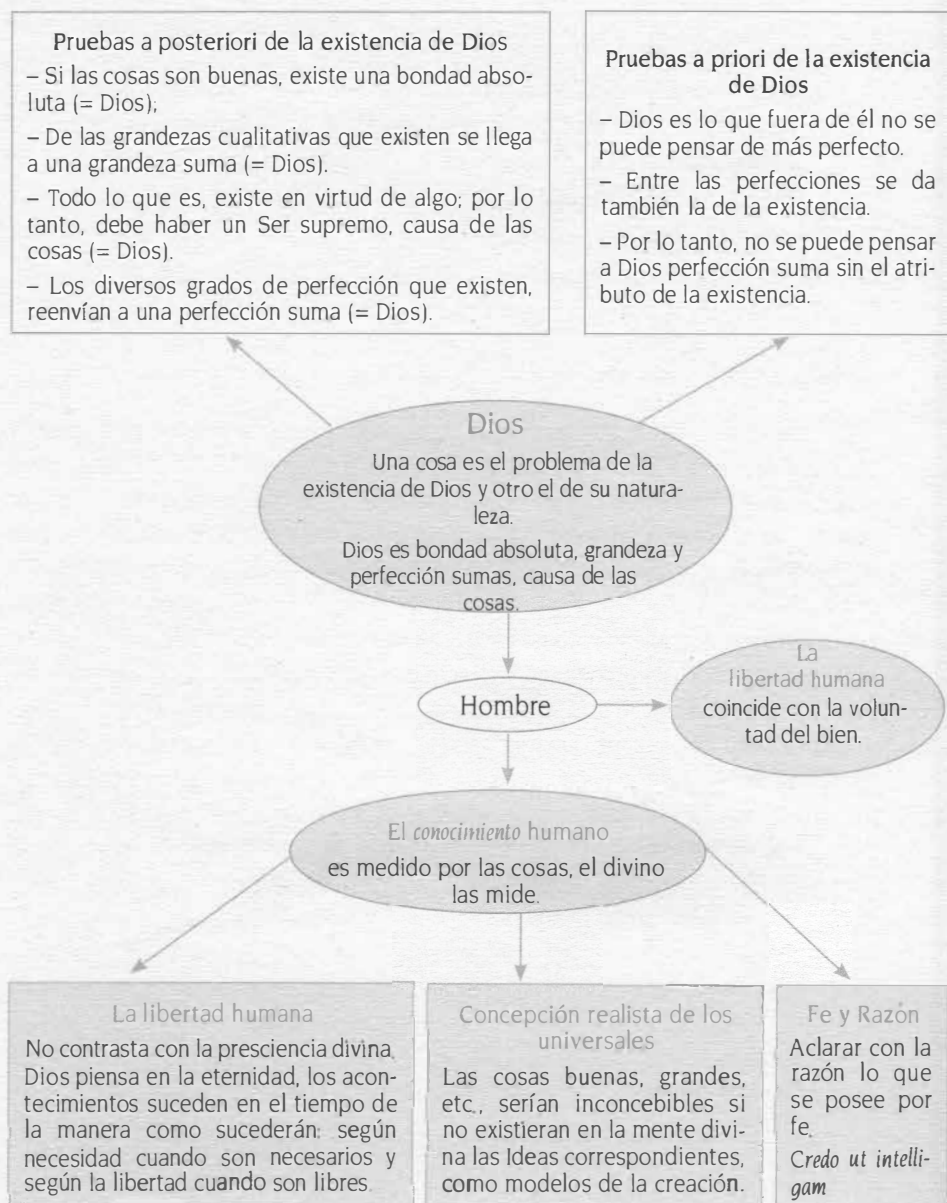 Pruebas a posteriori de la existencia de Dios
– Si las cosas son buenas, existe una bondad abso-
luta (= Dios);
– De las grandezas cualitativas que existen se llega
a una grandeza suma (= Dios).
– Todo lo que es, existe en virtud de algo; por lo
tanto, debe haber un Ser supremo, causa de las
cosas (= Dios).
– Los diversos grados de perfección que existen,
reenvían a una perfección suma (= Dios).
Pruebas a priori de la existencia
de Dios
– Dios es lo que fuera de él no se
puede pensar de más perfecto.
– Entre las perfecciones se da
también la de la existencia.
– Por lo tanto, no se puede pensar
a Dios perfección suma sin el atri-
buto de la existencia.
Dios
Una cosa es el problema de la
existencia de Dios y otro el de su natura-
leza.
Dios es bondad absoluta, grandeza y
perfección sumas, causa de las
cosas.
Hombre
La
libertad humana
coincide con la volun-
tad del bien.
El conocimiento humano
es medido por las cosas, el divino
las mide.
La libertad humana
No contrasta con la presciencia divina.
Dios piensa en la eternidad, los acon-
tecimientos suceden en el tiempo de
la manera como sucederán: según
necesidad cuando son necesarios y
según la libertad cuando son libres.
Concepción realista de los
universales
Las cosas buenas, grandes,
etc., serían inconcebibles si
no existieran en la mente divi-
na las Ideas correspondientes,
como modelos de la creación.
Fe y Razón
Aclarar con la
razón lo que
se posee por
fe.
Credo ut intelli-
gam